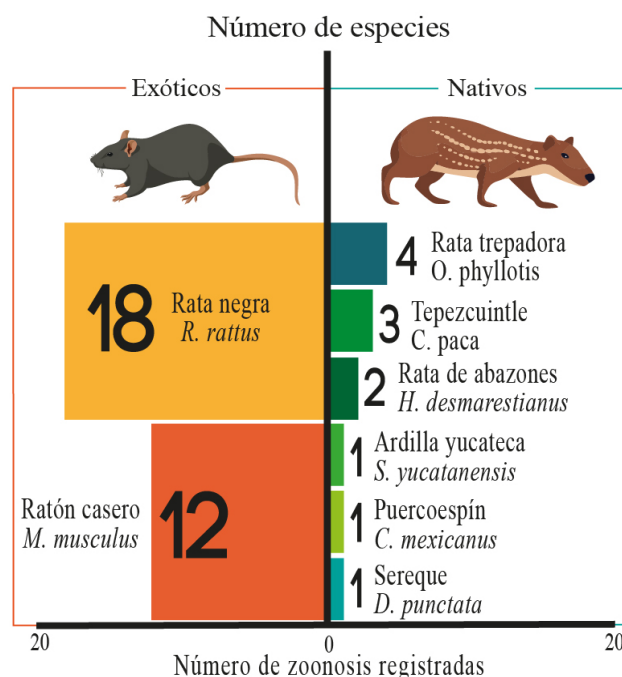 Número de especies
Exóticos
Nativos
18
Rata negra
R. rattus
12
Ratón casero
M. musculus
4
Rata trepadora
O. phyllotis
3
Tepezcuintle
C. paca
2
Rata de abazones
H. desmarestianus
1
Ardilla yucateca
S. yucatanensis
1
Puercoespín
C. mexicanus
1
Sereque
D. punctata
20
0
20
Número de zoonosis registradas